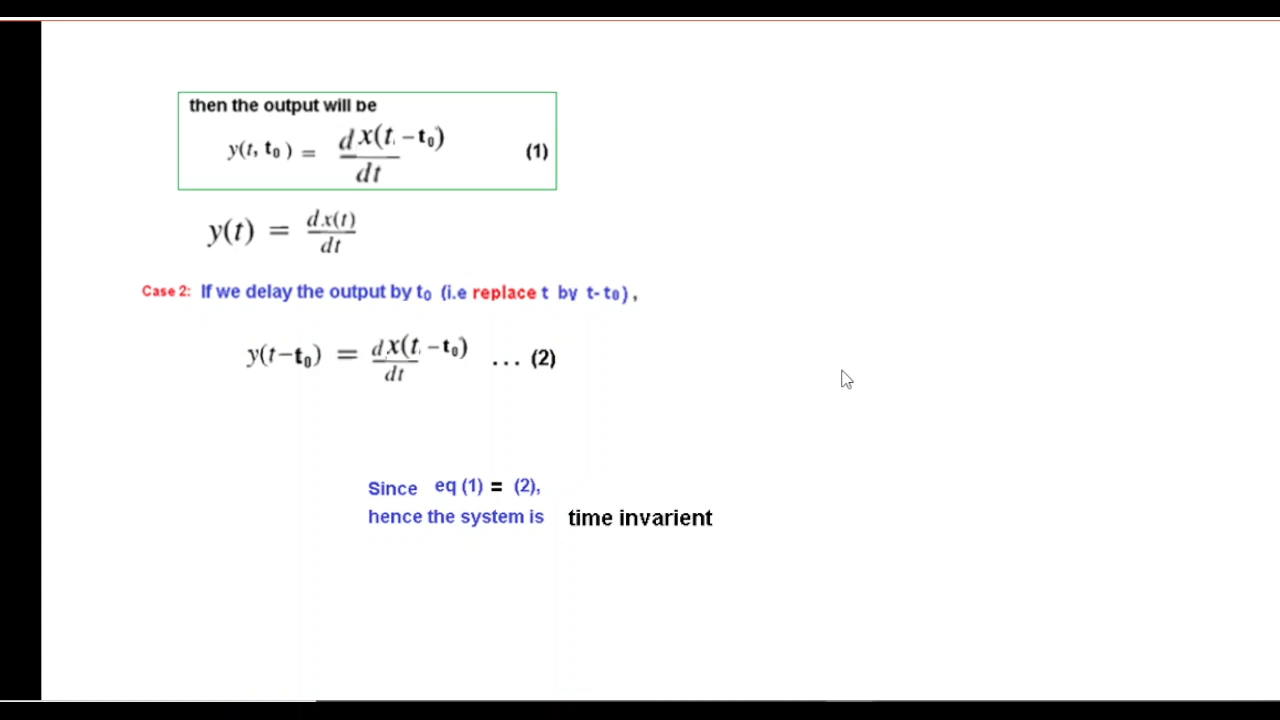 then the output will be
y(t, t₀ ) = d x(t - t₀) / dt (1)
y(t) = dx(t) / dt
Case 2: If we delay the output by t₀ (i.e replace t by t- t₀) ,
y(t-t₀) = dx(t - t₀) / dt ... (2)
Since eq (1) = (2),
hence the system is time invarient